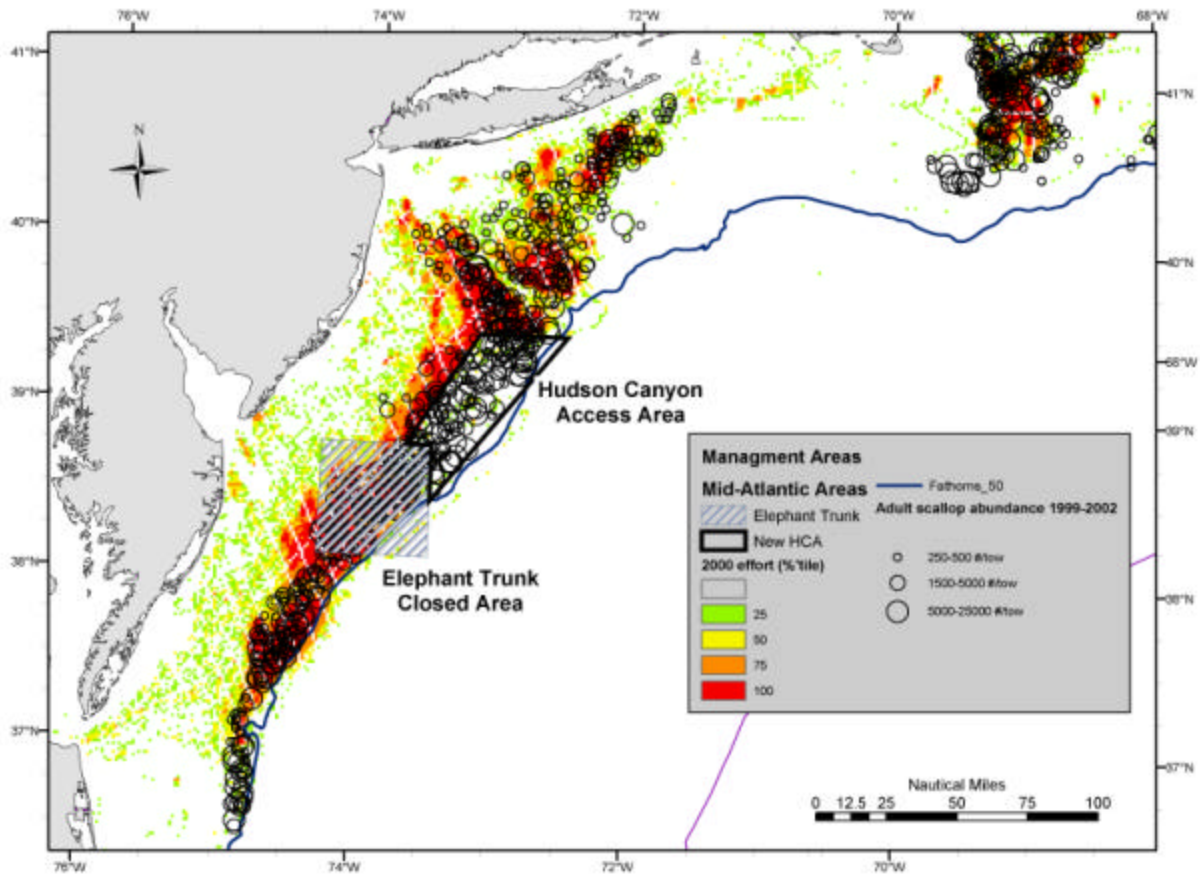 76°W
74°W
72°W
70°W
68°W
41°N
41°N
N
40°N
40°N
39°N
68°W
Hudson Canyon
Access Area
39°N
Managment Areas
Mid-Atlantic Areas
Fathoms_50
Adult scallop abundance 1999-2002
Elephant Trunk
New HCA
2000 effort (%'tile)
250-500 #/tow
1500-5000 #/tow
5000-25000 #/tow
25
50
75
100
38°N
Elephant Trunk
Closed Area
38°N
37°N
37°N
Nautical Miles
0 12.5 25 50 75 100
76°W
74°W
72°W
70°W